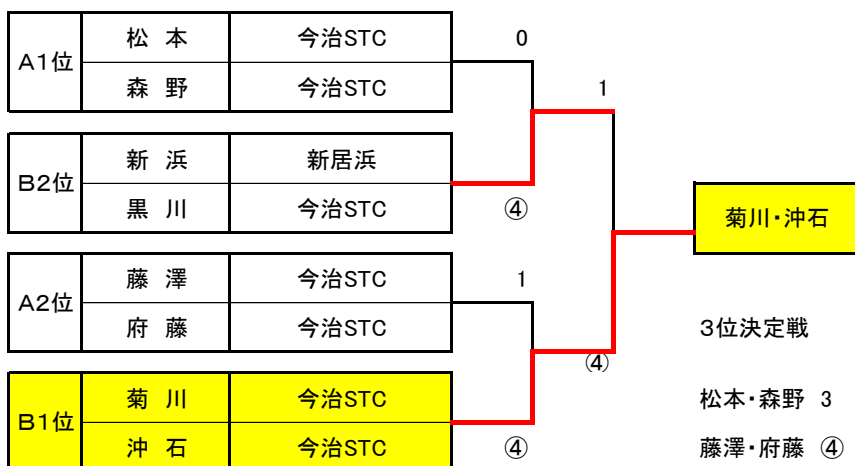 A1位 松 本 今治STC 0
森 野 今治STC 1
B2位 新 浜 新居浜
黒 川 今治STC ④
菊川・沖石
A2位 藤 澤 今治STC 1
府 藤 今治STC 3位決定戦
④
B1位 菊 川 今治STC 松本・森野 3
沖 石 今治STC ④ 藤澤・府藤 ④